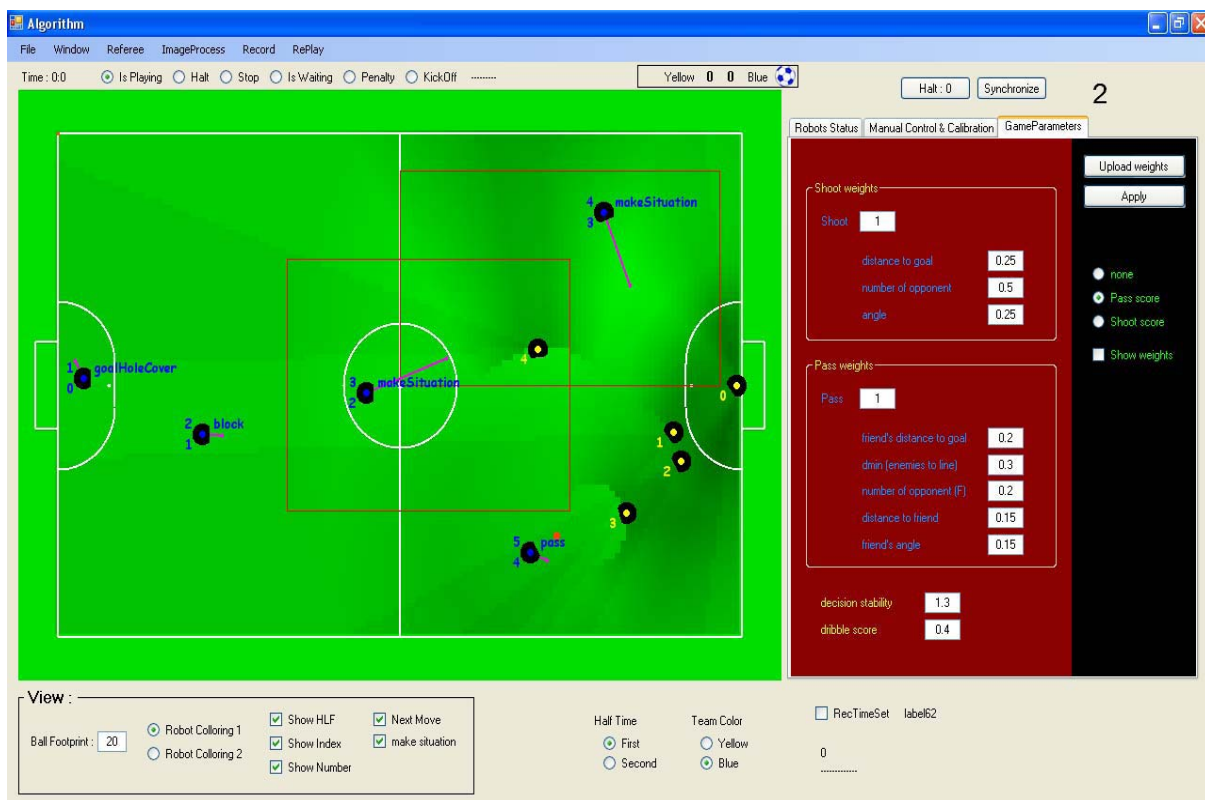 Algorithm
File Window Referee ImageProcess Record RePlay
Time : 0:0 Is Playing Halt Stop Is Waiting Penalty KickOff ---------
Yellow 0 0 Blue
Halt : 0 Synchronize 2
Robots Status Manual Control & Calibration GameParameters
Upload weights
Apply
Shoot weights
Shoot 1
distance to goal 0.25
number of opponent 0.5
angle 0.25
none
Pass score
Shoot score
Show weights
Pass weights
Pass 1
friend's distance to goal 0.2
dmin (enemies to line) 0.3
number of opponent (F) 0.2
distance to friend 0.15
friend's angle 0.15
decision stability 1.3
dribble score 0.4
4 makeSituation
3
4
1 goalHoleCover
0
3 makeSituation
2
0
2 block
1
1
2
3
5 pass
4
View :
Ball Footprint : 20
Robot Colloring 1
Robot Colloring 2
Show HLF
Show Index
Show Number
Next Move
make situation
Half Time
First
Second
Team Color
Yellow
Blue
RecTimeSet label62
0
-------------